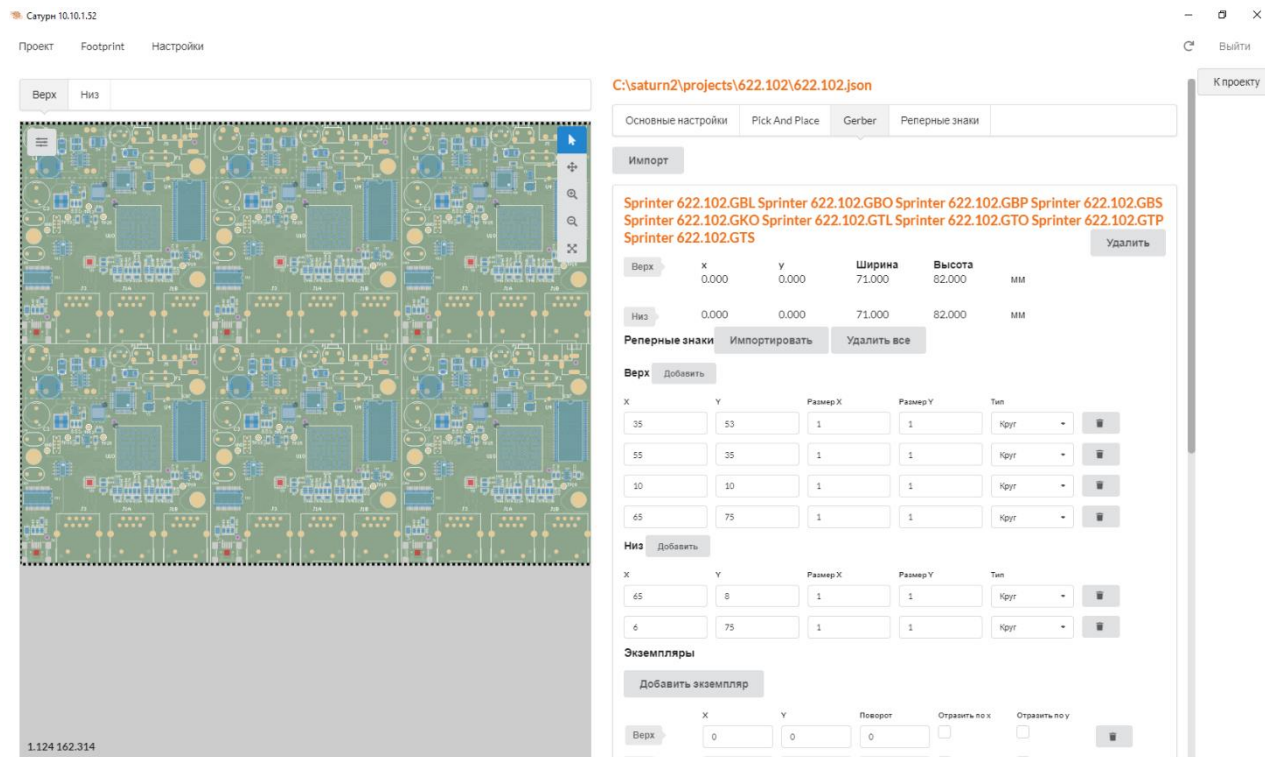 Сатурн 10.10.1.52
Проект Footprint Настройки
Выйти
К проекту
Верх Низ
1.124 162.314
C:\saturn2\projects\622.102\622.102.json
Основные настройки Pick And Place Gerber Реперные знаки
Импорт
Sprinter 622.102.GBL Sprinter 622.102.GBO Sprinter 622.102.GBP Sprinter 622.102.GBS
Sprinter 622.102.GKO Sprinter 622.102.GTL Sprinter 622.102.GTO Sprinter 622.102.GTP
Sprinter 622.102.GTS
Удалить
x y Ширина Высота
Верх 0.000 0.000 71.000 82.000 мм
Низ 0.000 0.000 71.000 82.000 мм
Реперные знаки Импортировать Удалить все
Верх Добавить
X Y Размер X Размер Y Тип
35 53 1 1 Круг
55 35 1 1 Круг
10 10 1 1 Круг
65 75 1 1 Круг
Низ Добавить
X Y Размер X Размер Y Тип
65 8 1 1 Круг
6 75 1 1 Круг
Экземпляры
Добавить экземпляр
X Y Поворот Отразить по x Отразить по y
Верх 0 0 0